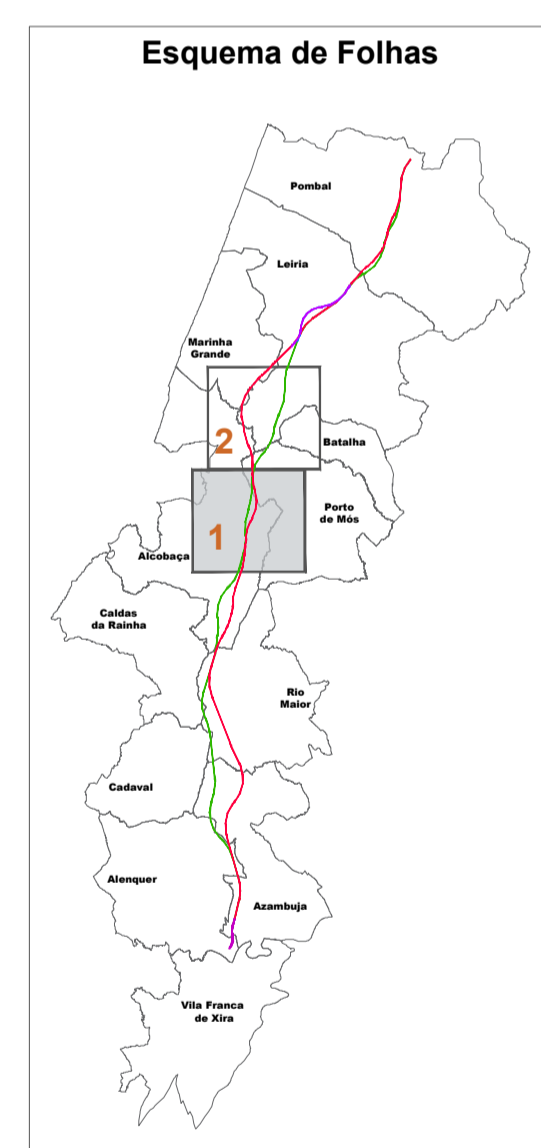 Esquema de Folhas
Pombal
Leiria
Marinha
Grande
2
Batalha
1
Porto
de Mós
Alcobaça
Caldas
da Rainha
Rio
Maior
Cadaval
Alenquer
Azambuja
Vila Franca
de Xira